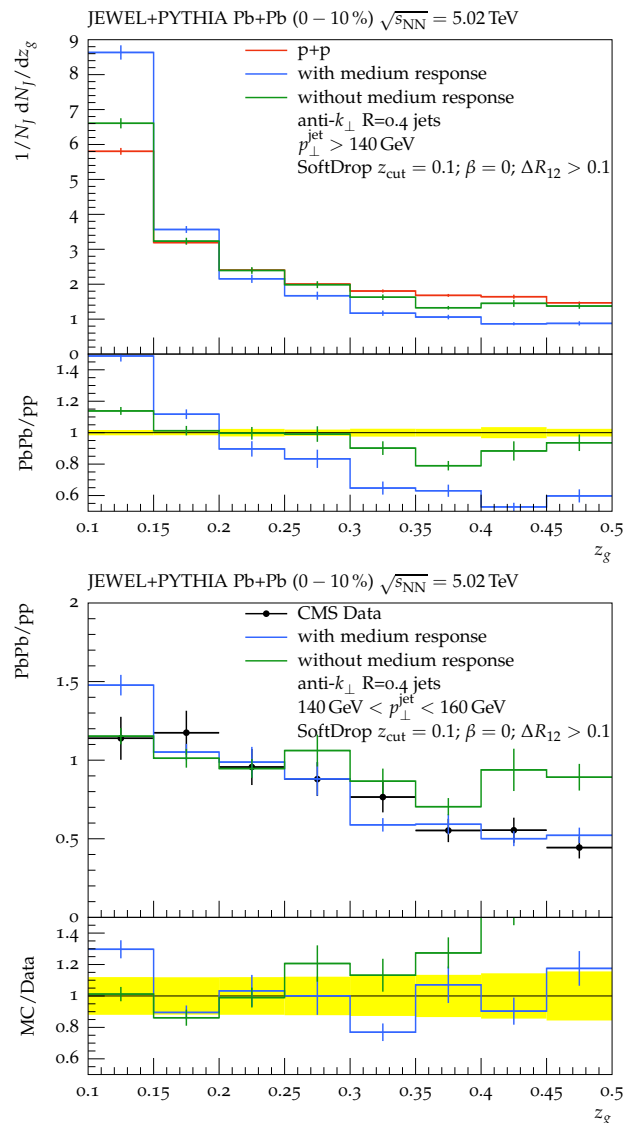 JEWEL+PYTHIA Pb+Pb (0 − 10 %) √sNN = 5.02 TeV
1/NJ dNJ/dzg
p+p
with medium response
without medium response
anti-k⊥ R=0.4 jets
p⊥jet > 140 GeV
SoftDrop zcut = 0.1; β = 0; ΔR12 > 0.1
9
8
7
6
5
4
3
2
1
0
PbPb/pp
1.4
1.2
1.0
0.8
0.6
0.1 0.15 0.2 0.25 0.3 0.35 0.4 0.45 0.5
zg
JEWEL+PYTHIA Pb+Pb (0 − 10 %) √sNN = 5.02 TeV
PbPb/pp
CMS Data
with medium response
without medium response
anti-k⊥ R=0.4 jets
140 GeV < p⊥jet < 160 GeV
SoftDrop zcut = 0.1; β = 0; ΔR12 > 0.1
2
1.5
1
0.5
0
MC/Data
1.4
1.2
1
0.8
0.6
0.1 0.15 0.2 0.25 0.3 0.35 0.4 0.45 0.5
zg